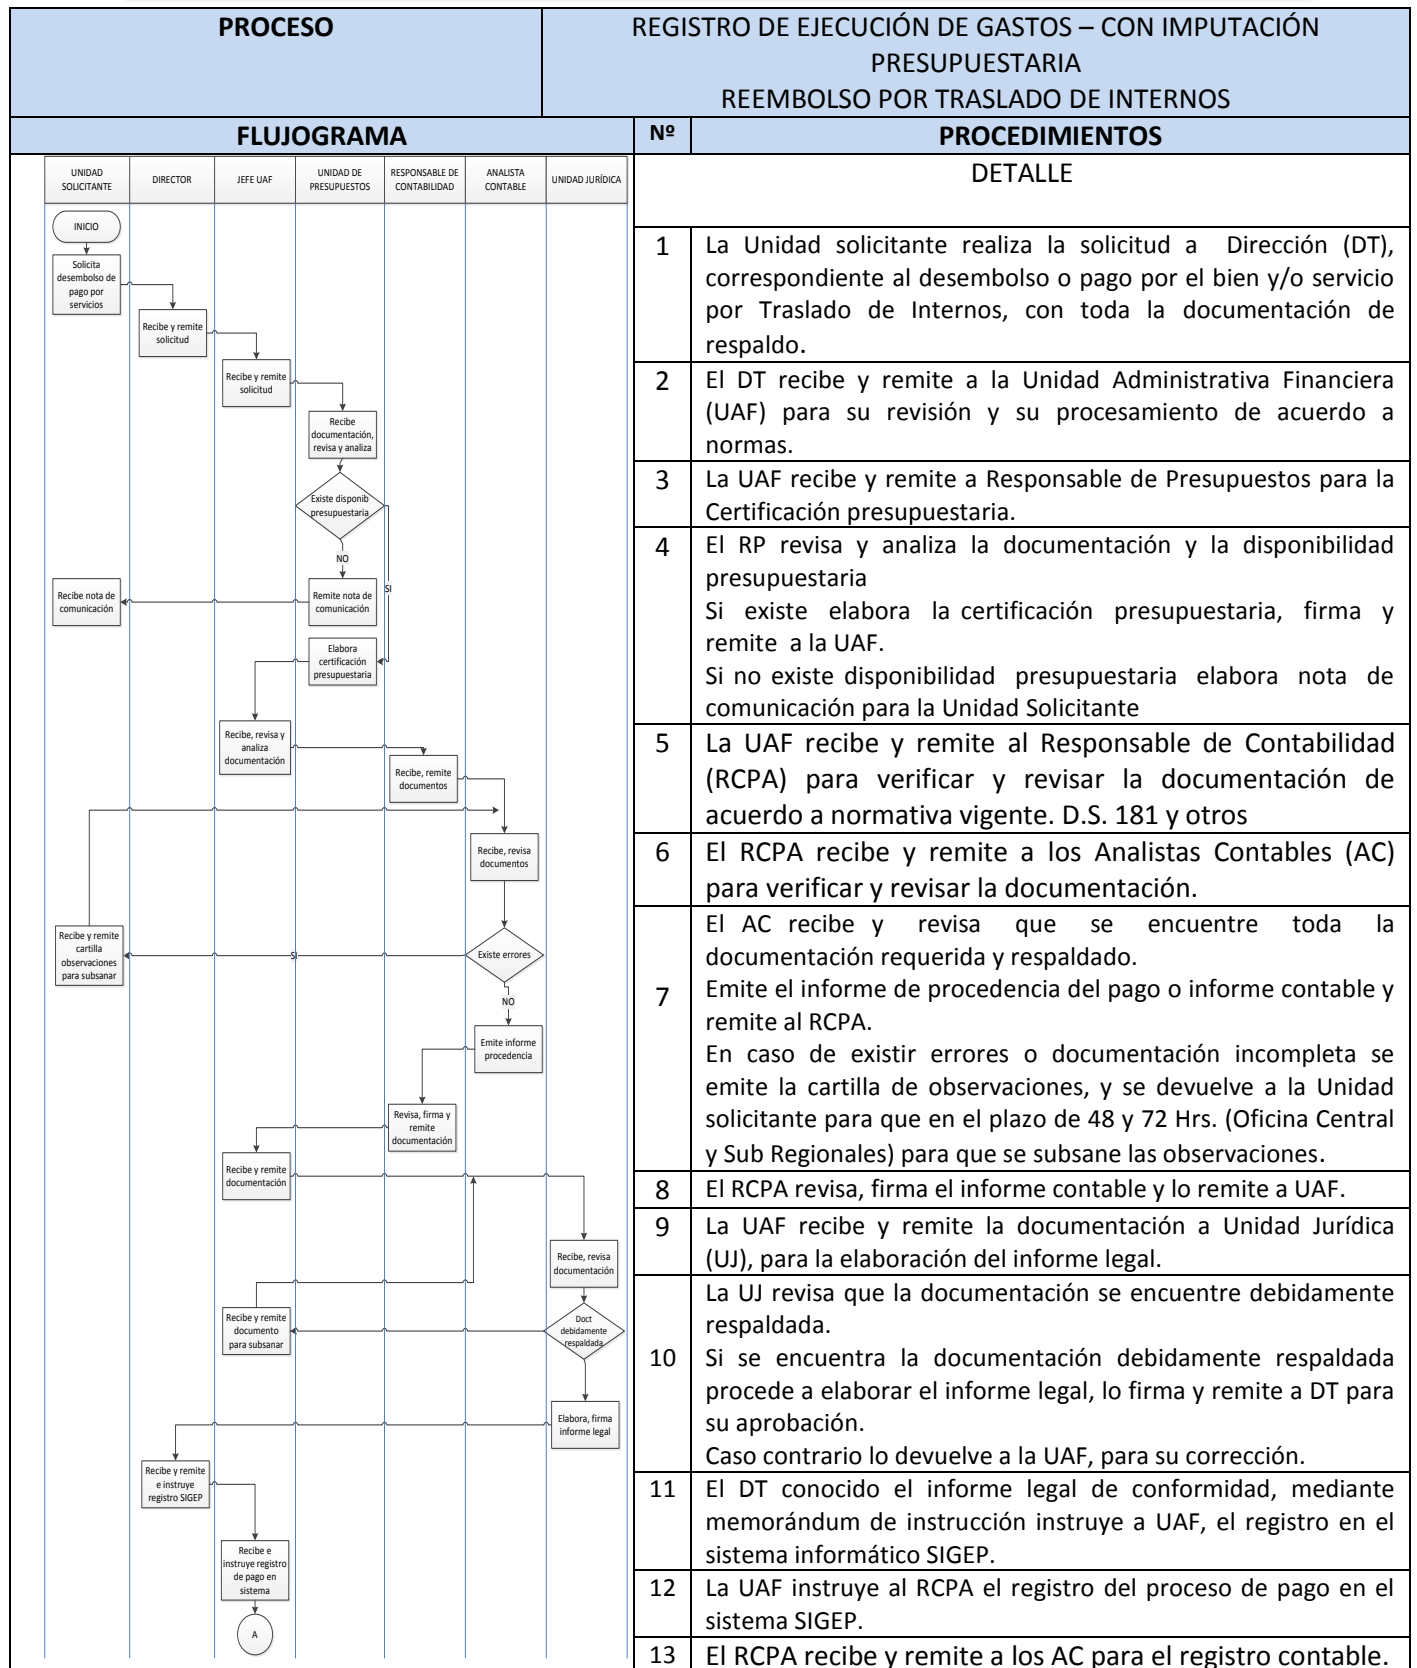 PROCESO
REGISTRO DE EJECUCIÓN DE GASTOS – CON IMPUTACIÓN
PRESUPUESTARIA
REEMBOLSO POR TRASLADO DE INTERNOS
FLUJOGRAMA
Nº
PROCEDIMIENTOS
UNIDAD
SOLICITANTE
DIRECTOR
JEFE UAF
UNIDAD DE
PRESUPUESTOS
RESPONSABLE DE
CONTABILIDAD
ANALISTA
CONTABLE
UNIDAD JURÍDICA
INICIO
Solicita
desembolso de
pago por
servicios
Recibe y remite
solicitud
Recibe y remite
solicitud
Recibe
documentación,
revisa y analiza
Existe disponib
presupuestaria
NO
SI
Recibe nota de
comunicación
Remite nota de
comunicación
Elabora
certificación
presupuestaria
Recibe, revisa y
analiza
documentación
Recibe, remite
documentos
Recibe, revisa
documentos
Recibe y remite
cartilla
observaciones
para subsanar
SI
Existe errores
NO
Emite informe
procedencia
Revisa, firma y
remite
documentación
Recibe y remite
documentación
Recibe, revisa
documentación
Recibe y remite
documento
para subsanar
Doct
debidamente
respaldada
Elabora, firma
informe legal
Recibe y remite
e instruye
registro SIGEP
Recibe e
instruye registro
de pago en
sistema
A
DETALLE
1
La Unidad solicitante realiza la solicitud a Dirección (DT),
correspondiente al desembolso o pago por el bien y/o servicio
por Traslado de Internos, con toda la documentación de
respaldo.
2
El DT recibe y remite a la Unidad Administrativa Financiera
(UAF) para su revisión y su procesamiento de acuerdo a
normas.
3
La UAF recibe y remite a Responsable de Presupuestos para la
Certificación presupuestaria.
4
El RP revisa y analiza la documentación y la disponibilidad
presupuestaria
Si existe elabora la certificación presupuestaria, firma y
remite a la UAF.
Si no existe disponibilidad presupuestaria elabora nota de
comunicación para la Unidad Solicitante
5
La UAF recibe y remite al Responsable de Contabilidad
(RCPA) para verificar y revisar la documentación de
acuerdo a normativa vigente. D.S. 181 y otros
6
El RCPA recibe y remite a los Analistas Contables (AC)
para verificar y revisar la documentación.
7
El AC recibe y revisa que se encuentre toda la
documentación requerida y respaldado.
Emite el informe de procedencia del pago o informe contable y
remite al RCPA.
En caso de existir errores o documentación incompleta se
emite la cartilla de observaciones, y se devuelve a la Unidad
solicitante para que en el plazo de 48 y 72 Hrs. (Oficina Central
y Sub Regionales) para que se subsane las observaciones.
8
El RCPA revisa, firma el informe contable y lo remite a UAF.
9
La UAF recibe y remite la documentación a Unidad Jurídica
(UJ), para la elaboración del informe legal.
10
La UJ revisa que la documentación se encuentre debidamente
respaldada.
Si se encuentra la documentación debidamente respaldada
procede a elaborar el informe legal, lo firma y remite a DT para
su aprobación.
Caso contrario lo devuelve a la UAF, para su corrección.
11
El DT conocido el informe legal de conformidad, mediante
memorándum de instrucción instruye a UAF, el registro en el
sistema informático SIGEP.
12
La UAF instruye al RCPA el registro del proceso de pago en el
sistema SIGEP.
13
El RCPA recibe y remite a los AC para el registro contable.